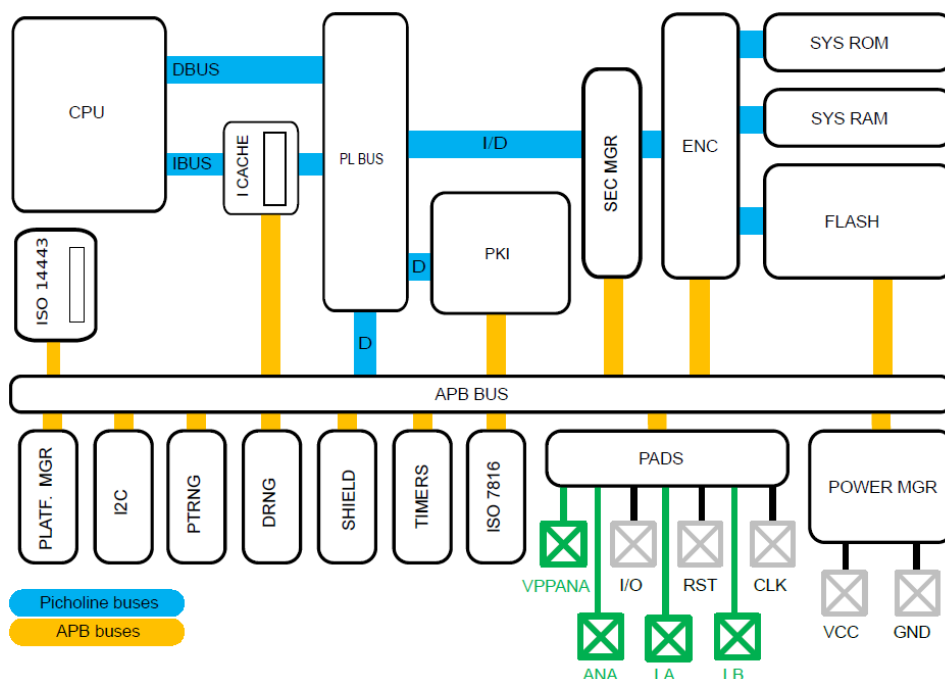 CPU
DBUS
IBUS
I CACHE
PL BUS
I/D
SEC MGR
ENC
SYS ROM
SYS RAM
FLASH
ISO 14443
D
PKI
D
APB BUS
PLATF. MGR
I2C
PTRNG
DRNG
SHIELD
TIMERS
ISO 7816
PADS
POWER MGR
VPPANA
I/O
RST
CLK
VCC
GND
ANA
LA
LB
Picholine buses
APB buses